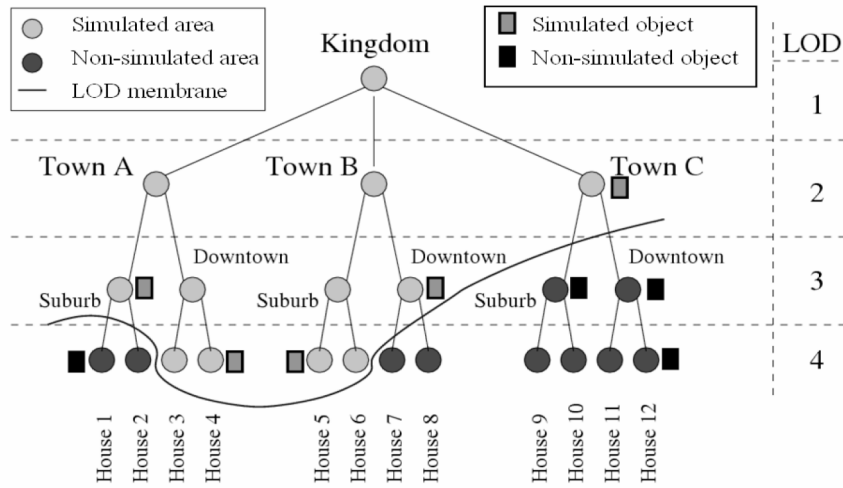 Simulated area
Non-simulated area
LOD membrane
Kingdom
Simulated object
Non-simulated object
LOD
1
Town A
Town B
Town C
2
Downtown
Downtown
Downtown
Suburb
Suburb
Suburb
3
4
House 1
House 2
House 3
House 4
House 5
House 6
House 7
House 8
House 9
House 10
House 11
House 12